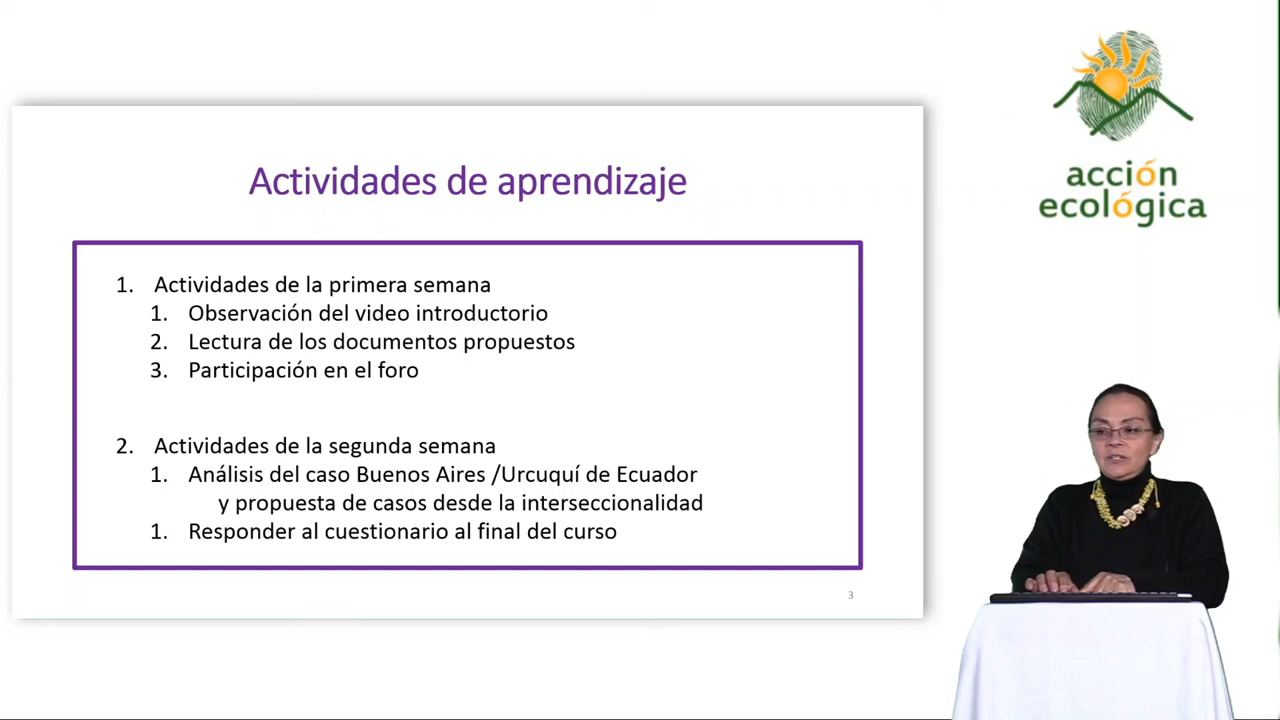 Actividades de aprendizaje
1. Actividades de la primera semana
1. Observación del video introductorio
2. Lectura de los documentos propuestos
3. Participación en el foro
2. Actividades de la segunda semana
1. Análisis del caso Buenos Aires /Urcuquí de Ecuador
y propuesta de casos desde la interseccionalidad
1. Responder al cuestionario al final del curso
3
acción
ecológica